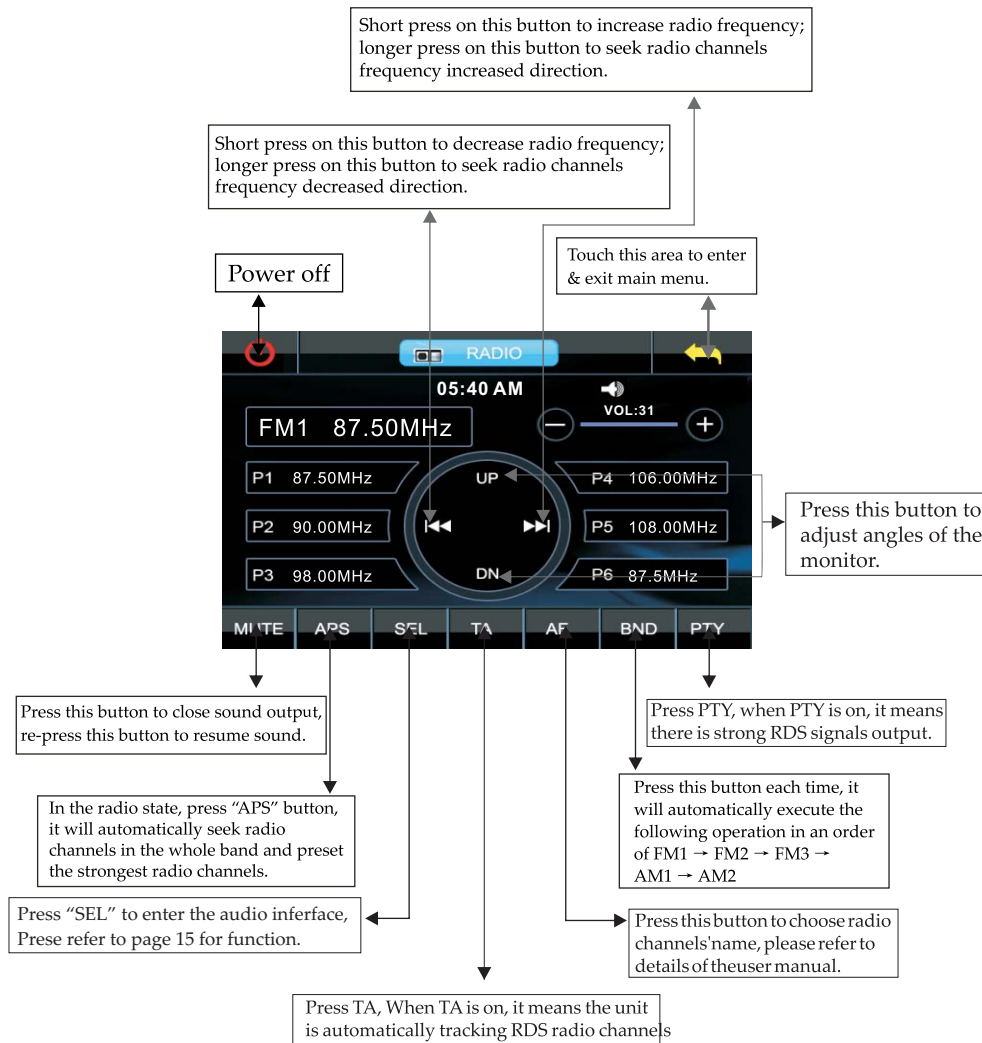 Short press on this button to increase radio frequency;
longer press on this button to seek radio channels
frequency increased direction.
Short press on this button to decrease radio frequency;
longer press on this button to seek radio channels
frequency decreased direction.
Touch this area to enter
& exit main menu.
Power off
RADIO
05:40 AM
VOL:31
FM1 87.50MHz
P1 87.50MHz
UP
P4 106.00MHz
P2 90.00MHz
P5 108.00MHz
Press this button to
adjust angles of the
monitor.
P3 98.00MHz
DN
P6 87.5MHz
MUTE APS SEL TA AF BND PTY
Press this button to close sound output,
re-press this button to resume sound.
Press PTY, when PTY is on, it means
there is strong RDS signals output.
In the radio state, press “APS” button,
it will automatically seek radio
channels in the whole band and preset
the strongest radio channels.
Press this button each time, it
will automatically execute the
following operation in an order
of FM1 → FM2 → FM3 →
AM1 → AM2
Press “SEL” to enter the audio inferface,
Prese refer to page 15 for function.
Press this button to choose radio
channels'name, please refer to
details of theuser manual.
Press TA, When TA is on, it means the unit
is automatically tracking RDS radio channels